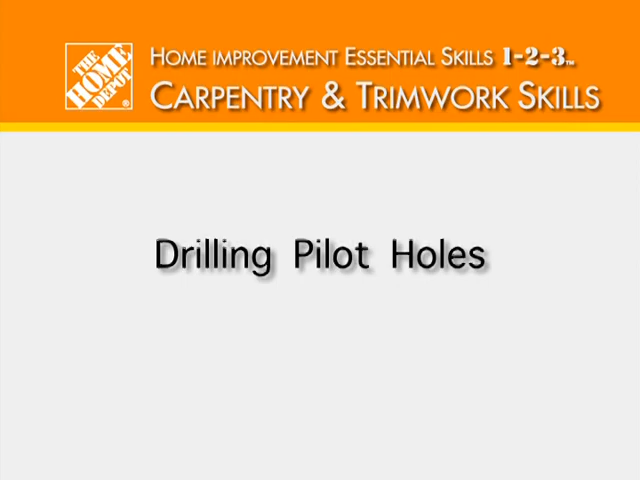 THE
HOME
DEPOT®
HOME IMPROVEMENT ESSENTIAL SKILLS 1-2-3™
CARPENTRY & TRIMWORK SKILLS
Drilling Pilot Holes